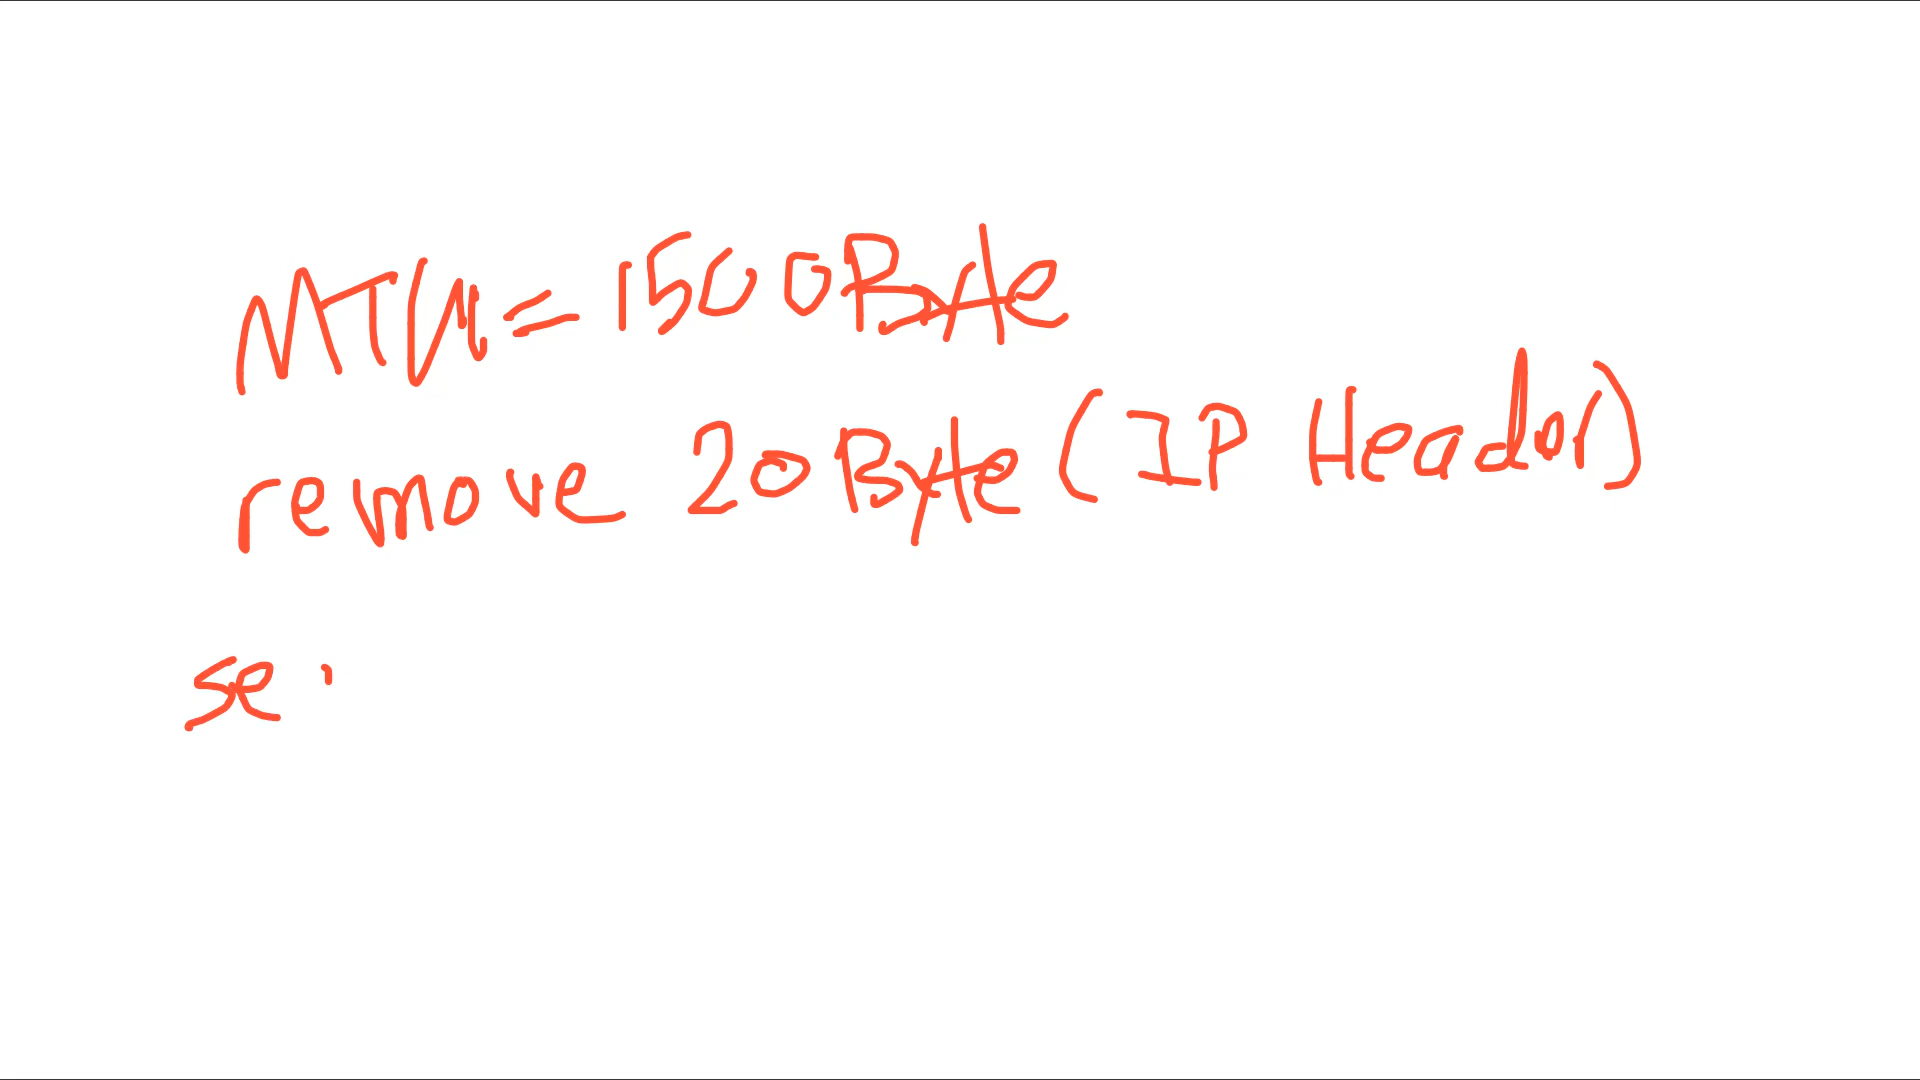 MTU = 1500Byte
remove 20Byte (IP Header)
se